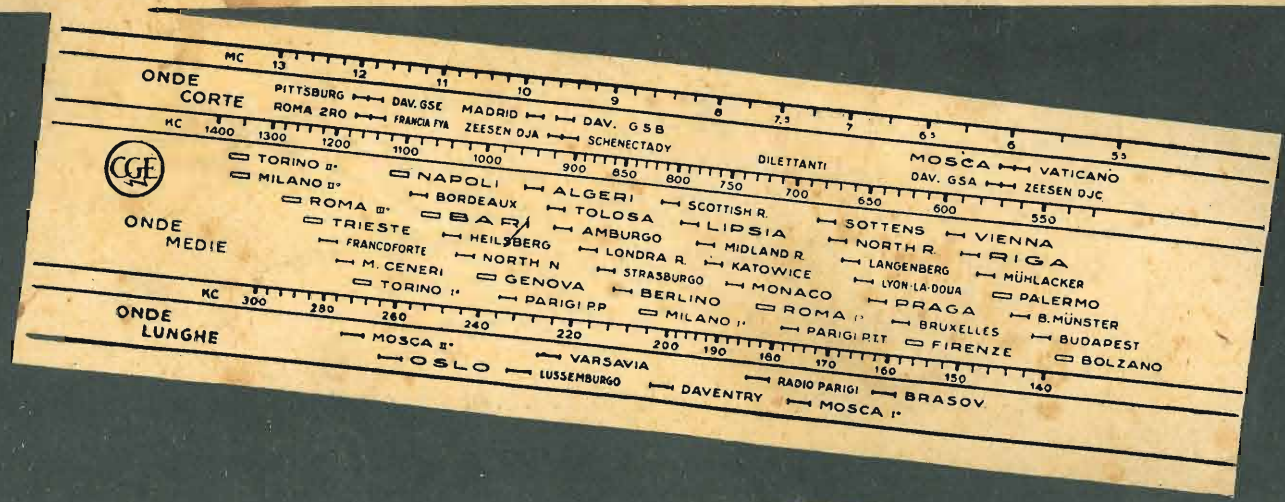 MC 13 12 11 10 9 8 7,5 7 6 5 6 5 5
ONDE CORTE
PITTSBURG DAV. GSE MADRID DAV. GSB
ROMA 2RO FRANCIA FYA ZEESEN DJA SCHENECTADY DILETTANTI MOSCA VATICANO
DAV. GSA ZEESEN DJC
KC 1400 1300 1200 1100 1000 900 850 800 750 700 650 600 550
CGE
ONDE MEDIE
TORINO II° NAPOLI ALGERI SCOTTISH R. SOTTENS VIENNA
MILANO II° BORDEAUX TOLOSA LIPSIA NORTH R. RIGA
ROMA III° BARI AMBURGO MIDLAND R. LANGENBERG MÜHLACKER
TRIESTE HEILSBERG LONDRA R. KATOWICE LYON-LA-DOUA PALERMO
FRANCOFORTE NORTH N STRASBURGO MONACO PRAGA B.MÜNSTER
M. CENERI GENOVA BERLINO ROMA I° BRUXELLES BUDAPEST
TORINO I° PARIGI P.P. MILANO I° PARIGI P.T.T FIRENZE BOLZANO
KC 300 280 260 240 220 200 190 180 170 160 150 140
ONDE LUNGHE
MOSCA II° VARSAVIA RADIO PARIGI BRASOV.
OSLO LUSSEMBURGO DAVENTRY MOSCA I°